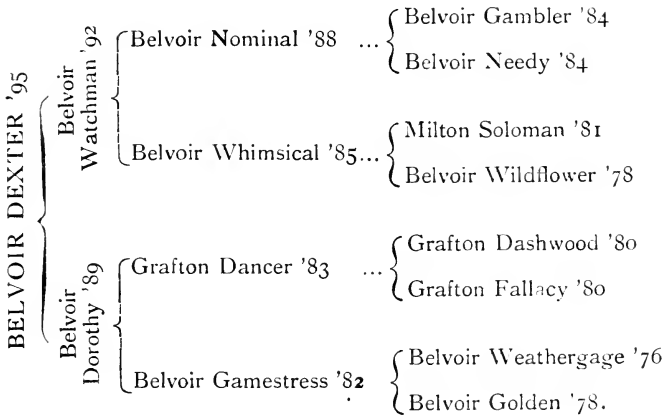 Belvoir Gambler '84
Belvoir Nominal '88 ...
Belvoir Needy '84
Belvoir
Watchman '92
Milton Soloman '81
Belvoir Whimsical '85...
Belvoir Wildflower '78
BELVOIR DEXTER '95
Grafton Dashwood '80
Grafton Dancer '83 ...
Grafton Fallacy '80
Belvoir
Dorothy '89
Belvoir Weathergage '76
Belvoir Gamestress '82
Belvoir Golden '78.